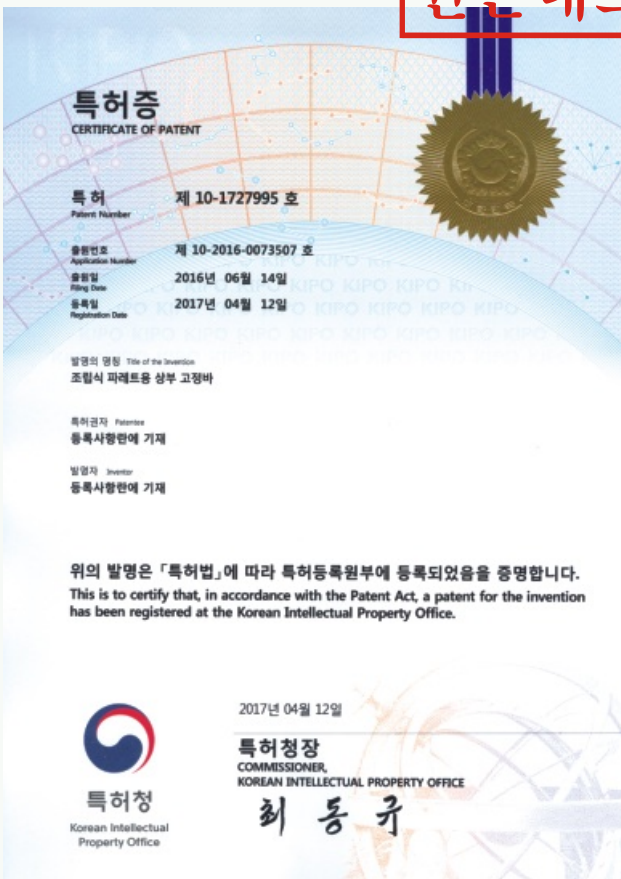 특허증
CERTIFICATE OF PATENT
특허 제 10-1727995 호
Patent Number
출원번호 제 10-2016-0073507 호
Application Number
출원일 2016년 06월 14일
Filing Date
등록일 2017년 04월 12일
Registration Date
발명의 명칭 Title of the Invention
조립식 파레트용 상부 고정바
특허권자 Patentee
등록사항란에 기재
발명자 Inventor
등록사항란에 기재
위의 발명은 「특허법」에 따라 특허등록원부에 등록되었음을 증명합니다.
This is to certify that, in accordance with the Patent Act, a patent for the invention
has been registered at the Korean Intellectual Property Office.
2017년 04월 12일
특허청장
COMMISSIONER,
KOREAN INTELLECTUAL PROPERTY OFFICE
최동규
특허청
Korean Intellectual
Property Office